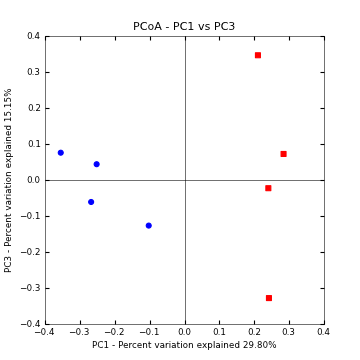 PCoA - PC1 vs PC3
0.4
0.3
0.2
0.1
0.0
−0.1
−0.2
−0.3
−0.4
PC3 - Percent variation explained 15.15%
−0.4 −0.3 −0.2 −0.1 0.0 0.1 0.2 0.3 0.4
PC1 - Percent variation explained 29.80%